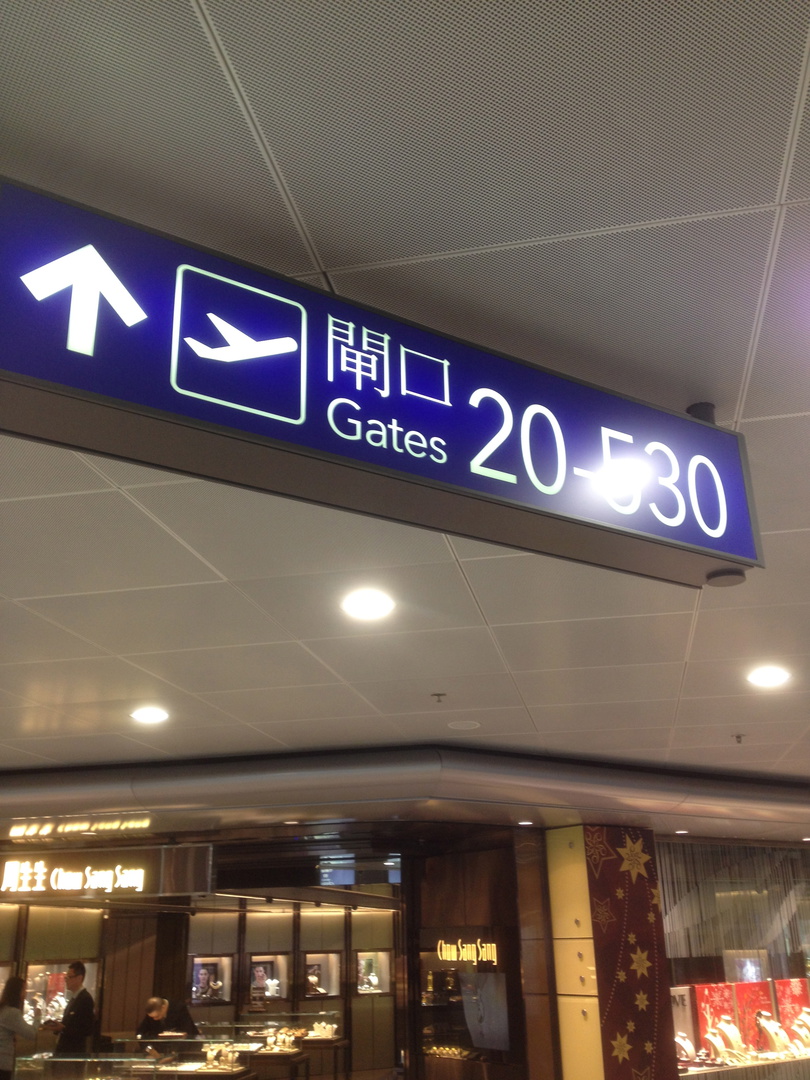 閘口
Gates 20-530
周生生 Chow Sang Sang
Chow Sang Sang